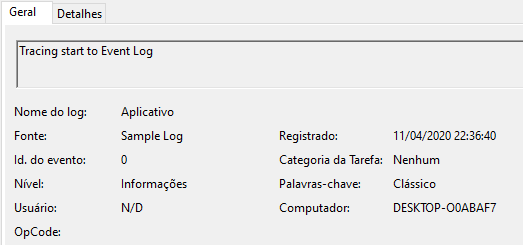 Geral Detalhes
Tracing start to Event Log
Nome do log: Aplicativo
Fonte: Sample Log Registrado: 11/04/2020 22:36:40
Id. do evento: 0 Categoria da Tarefa: Nenhum
Nível: Informações Palavras-chave: Clássico
Usuário: N/D Computador: DESKTOP-O0ABAF7
OpCode: